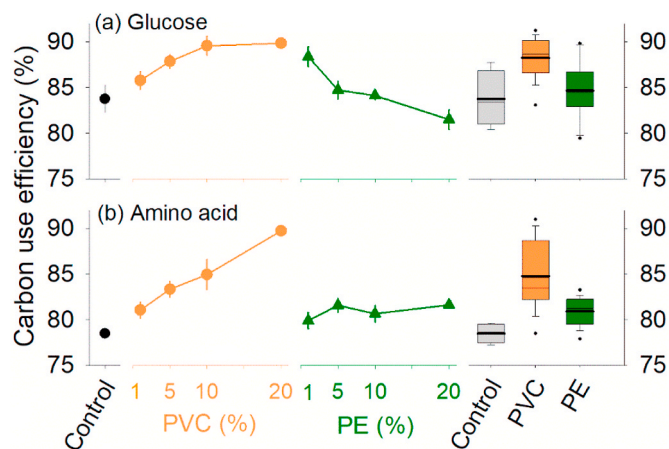 (a) Glucose
Carbon use efficiency (%)
90
85
80
75
90
85
80
75
(b) Amino acid
90
85
80
75
90
85
80
75
Control
1 5 10 20
PVC (%)
1 5 10 20
PE (%)
Control
PVC
PE